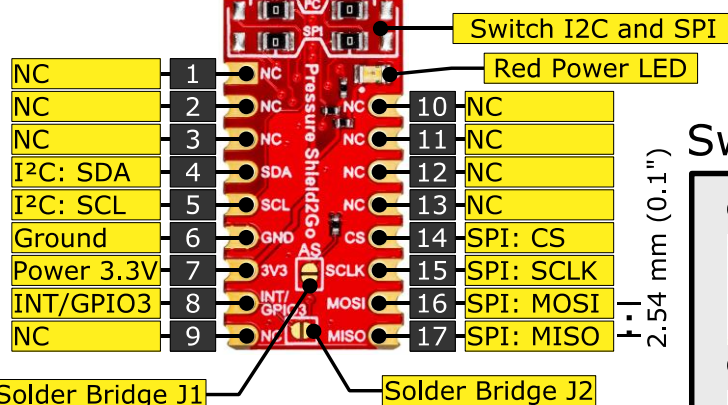 I²C
SPI
Switch I2C and SPI
Red Power LED
NC 1 NC
NC 2 NC
NC 3 NC
I²C: SDA 4 SDA
I²C: SCL 5 SCL
Ground 6 GND
Power 3.3V 7 3V3
INT/GPIO3 8 INT/
GPIO3
NC 9 NC
Pressure Shield2Go
AS
NC 10 NC
NC 11 NC
NC 12 NC
NC 13 NC
CS 14 SPI: CS
SCLK 15 SPI: SCLK
MOSI 16 SPI: MOSI
MISO 17 SPI: MISO
2.54 mm (0.1")
Solder Bridge J1
Solder Bridge J2